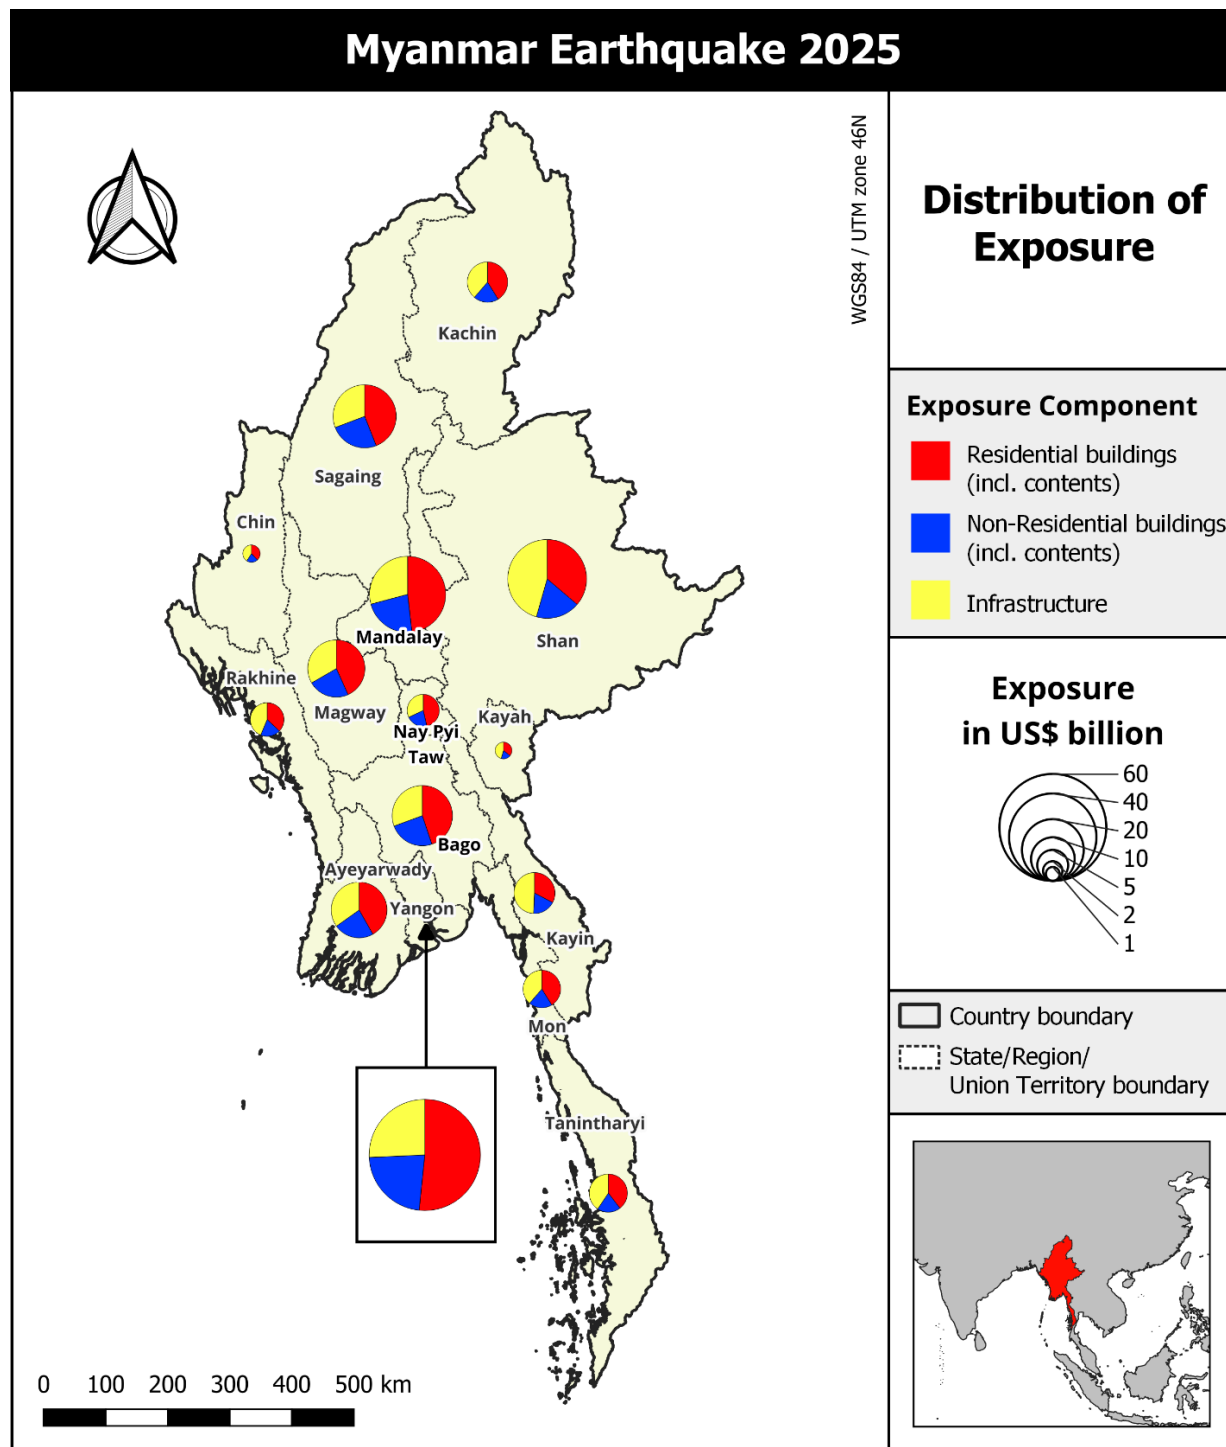 Myanmar Earthquake 2025
WGS84 / UTM zone 46N
Distribution of
Exposure
Exposure Component
Residential buildings
(incl. contents)
Non-Residential buildings
(incl. contents)
Infrastructure
Exposure
in US$ billion
60
40
20
10
5
2
1
Country boundary
State/Region/
Union Territory boundary
Kachin
Sagaing
Chin
Mandalay
Shan
Rakhine
Magway
Nay Pyi
Taw
Kayah
Bago
Ayeyarwady
Yangon
Kayin
Mon
Tanintharyi
0 100 200 300 400 500 km